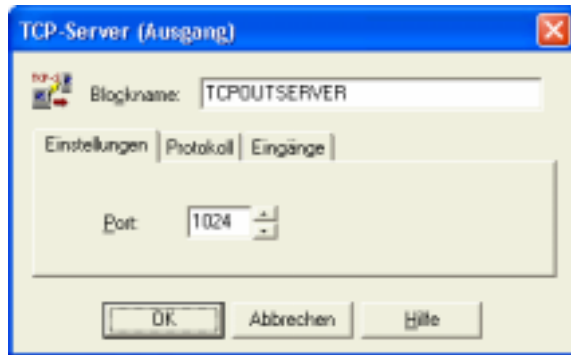 TCP-Server (Ausgang)
Blockname: TCPOUTSERVER
Einstellungen Protokoll Eingänge
Port: 1024
OK Abbrechen Hilfe